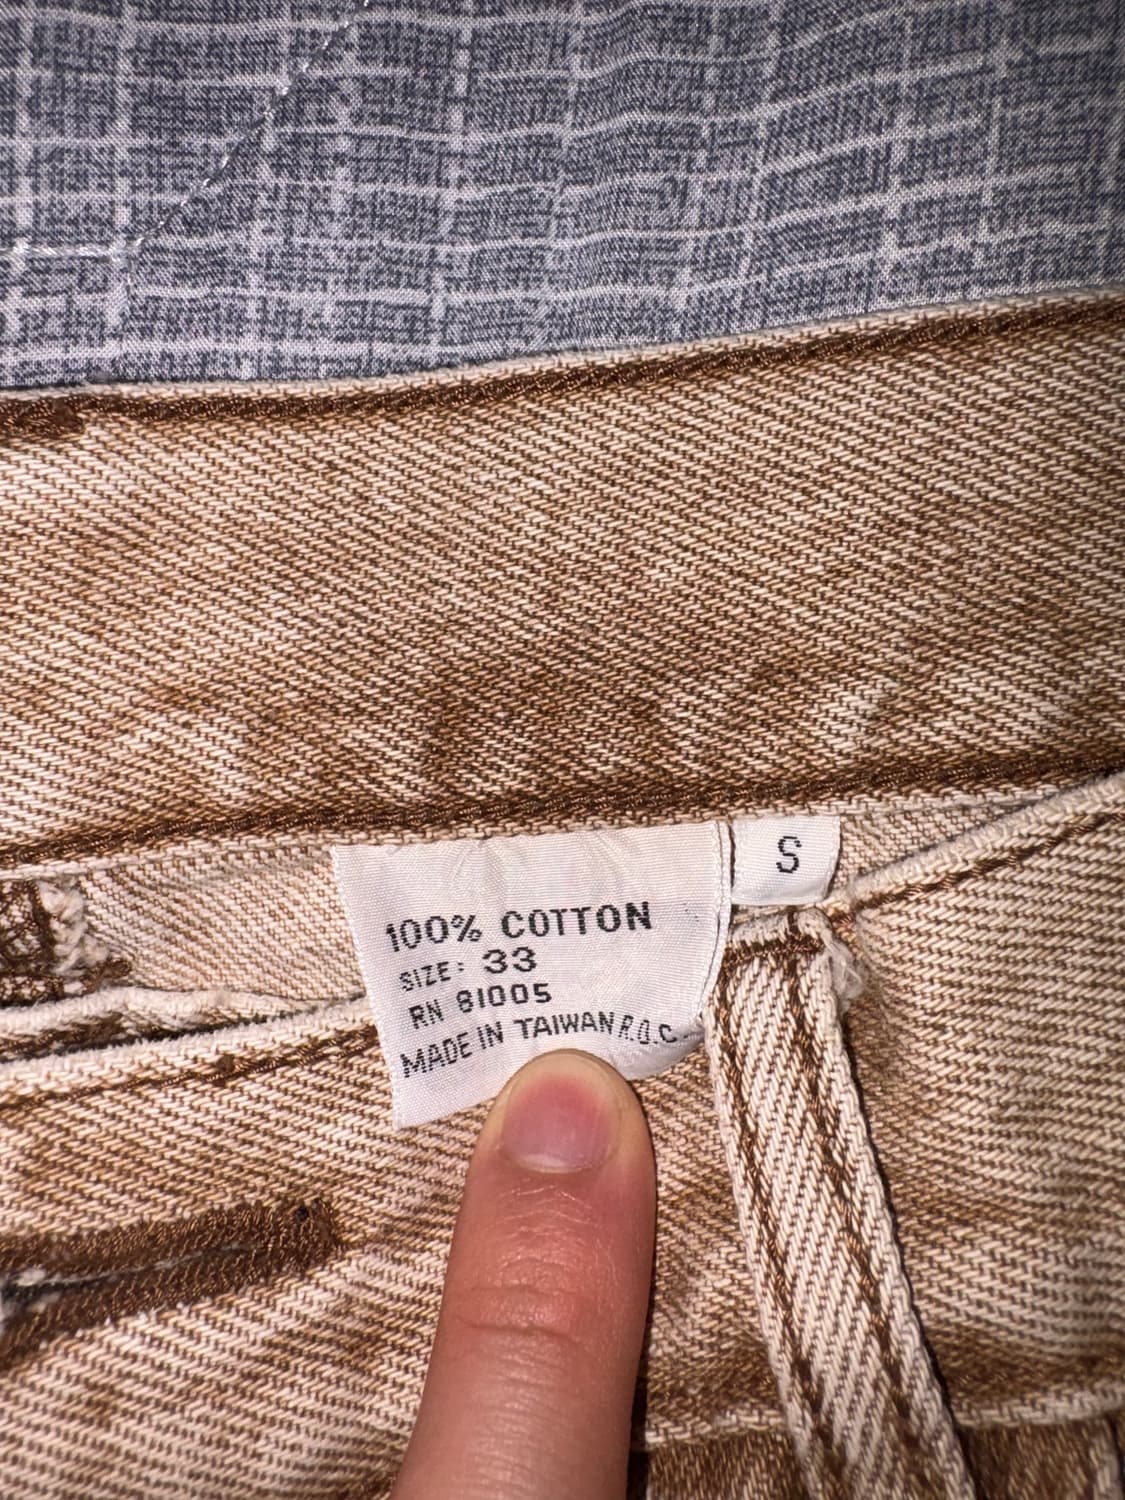 100% COTTON
SIZE: 33
RN 81005
MADE IN TAIWAN R.O.C.
S